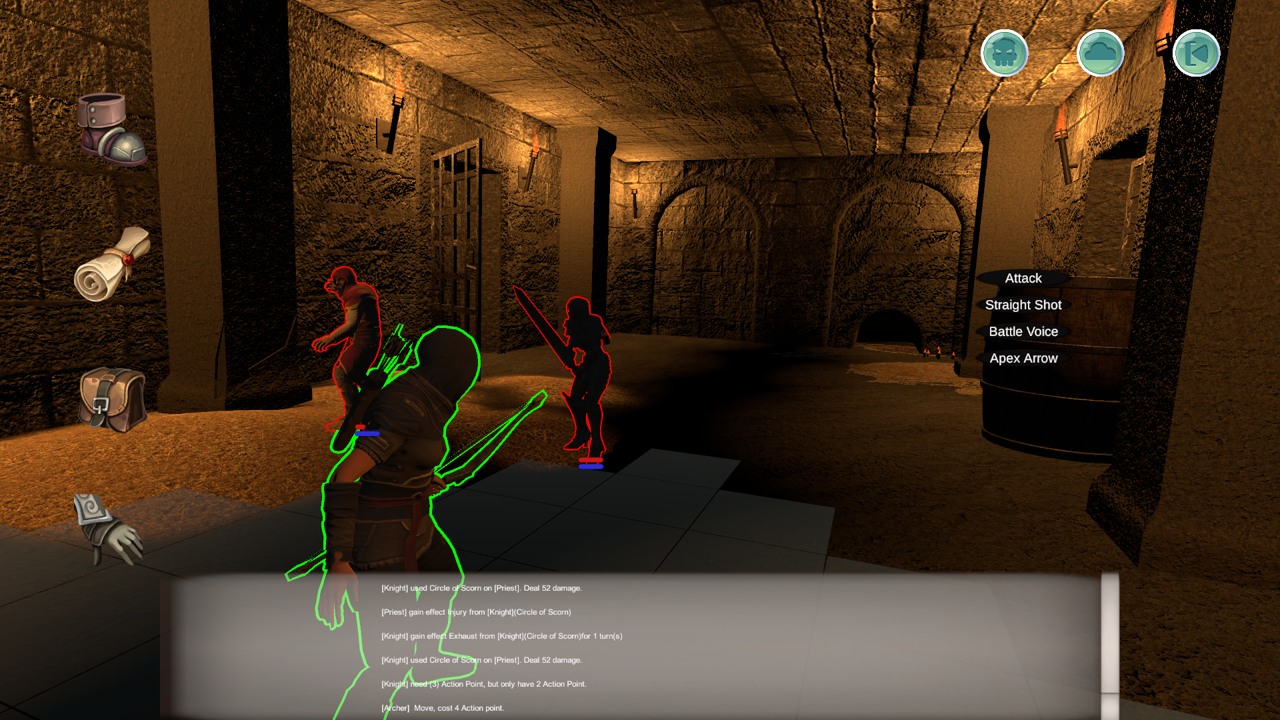 Attack
Straight Shot
Battle Voice
Apex Arrow
[Knight] used Circle of Scorn on [Priest]. Deal 52 damage.
[Priest] gain effect Injury from [Knight](Circle of Scorn)
[Knight] gain effect Exhaust from [Knight](Circle of Scorn)for 1 turn(s)
[Knight] used Circle of Scorn on [Priest]. Deal 52 damage.
[Knight] need (3) Action Point, but only have 2 Action Point.
[Archer] Move, cost 4 Action point.